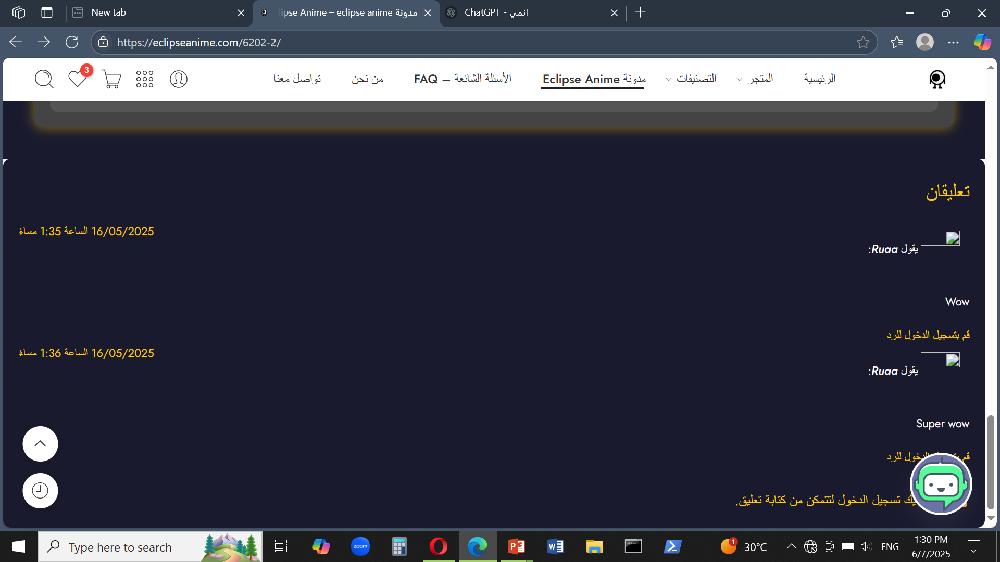 New tab
ipse Anime – eclipse anime مدونة
ChatGPT - انمي
https://eclipseanime.com/6202-2/
الرئيسية
المتجر
التصنيفات
مدونة Eclipse Anime
الأسئلة الشائعة – FAQ
من نحن
تواصل معنا
3
تعليقان
يقول Ruaa:
16/05/2025 الساعة 1:35 مساءً
Wow
قم بتسجيل الدخول للرد
يقول Ruaa:
16/05/2025 الساعة 1:36 مساءً
Super wow
قم الدخول للرد
تسجيل الدخول لتتمكن من كتابة تعليق.
Type here to search
zoom
1
30°C
ENG
1:30 PM
6/7/2025